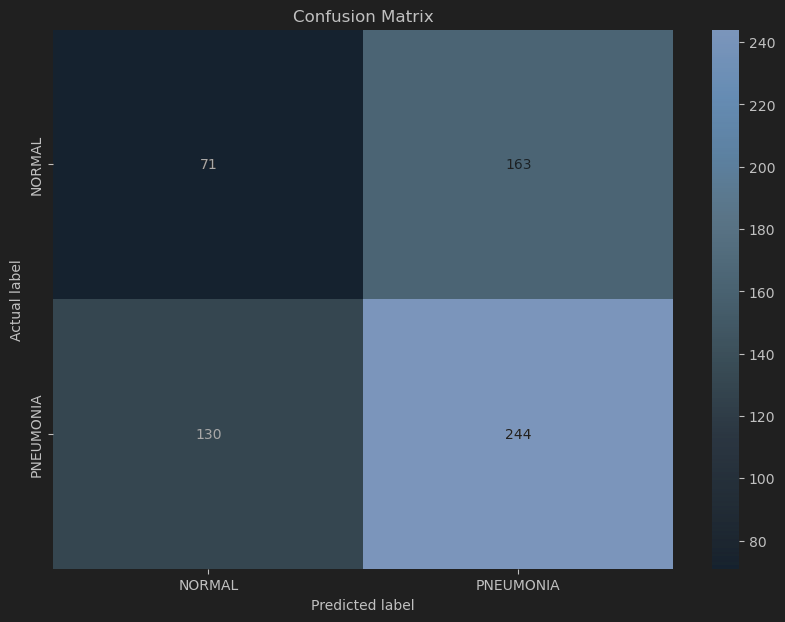 Confusion Matrix
NORMAL
PNEUMONIA
Actual label
71
163
130
244
NORMAL
PNEUMONIA
Predicted label
240
220
200
180
160
140
120
100
80